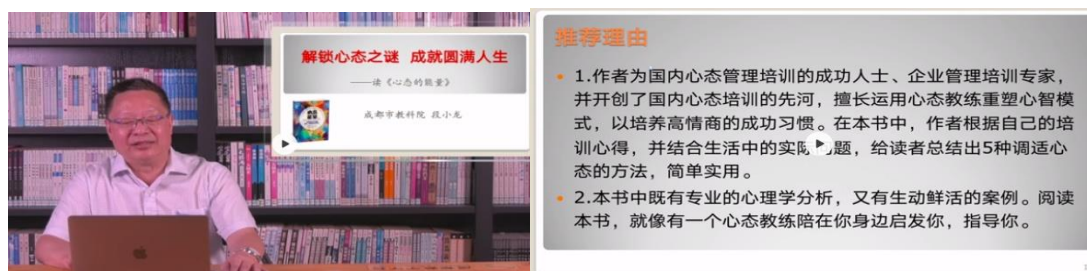 解锁心态之谜 成就圆满人生
——读《心态的能量》
成都市教科院 段小龙
推荐理由
• 1.作者为国内心态管理培训的成功人士、企业管理培训专家，
并开创了国内心态培训的先河，擅长运用心态教练重塑心智模
式，以培养高情商的成功习惯。在本书中，作者根据自己的培
训心得，并结合生活中的实际 题，给读者总结出5种调适心
态的方法，简单实用。
• 2.本书中既有专业的心理学分析，又有生动鲜活的案例。阅读
本书，就像有一个心态教练陪在你身边启发你，指导你。